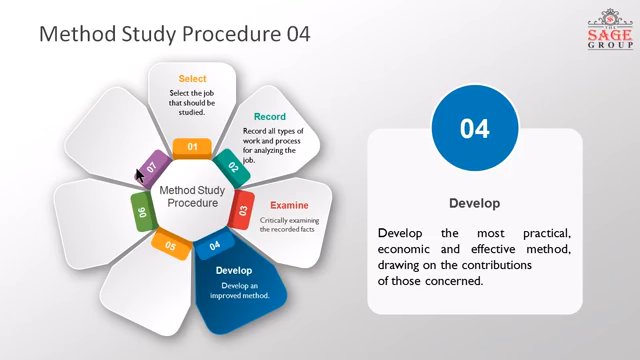 Method Study Procedure 04
THE
SAGE
GROUP
Select
Select the job
that should be
studied.
01
Record
Record all types of
work and process
for analyzing the
job.
02
Examine
Critically examining
the recorded facts
03
04
Develop
Develop an
improved method.
05
06
07
Method Study
Procedure
04
Develop
Develop the most practical,
economic and effective method,
drawing on the contributions
of those concerned.